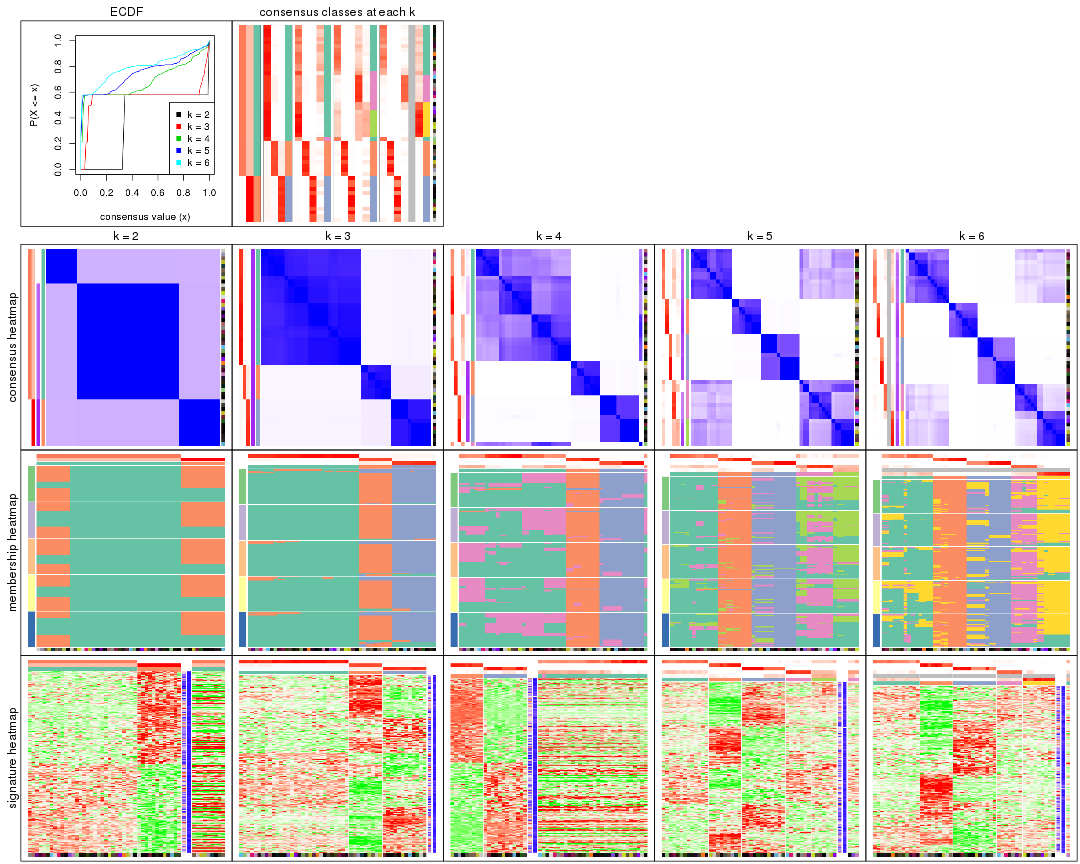 ECDF
consensus classes at each k
P(X <= x)
0.0 0.2 0.4 0.6 0.8 1.0
k = 2
k = 3
k = 4
k = 5
k = 6
0.0 0.2 0.4 0.6 0.8 1.0
consensus value (x)
k = 2
k = 3
k = 4
k = 5
k = 6
consensus heatmap
membership heatmap
signature heatmap